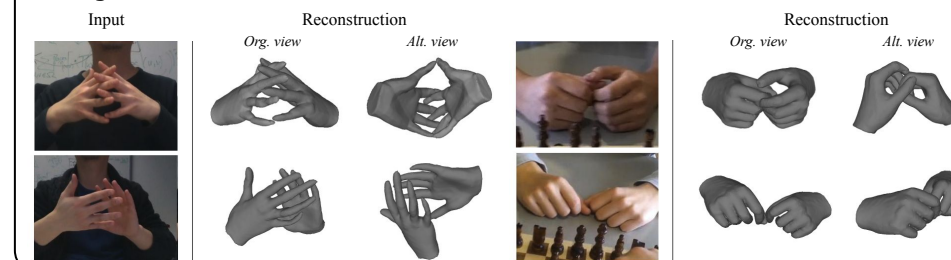 Input
Reconstruction
Reconstruction
Org. view
Alt. view
Org. view
Alt. view